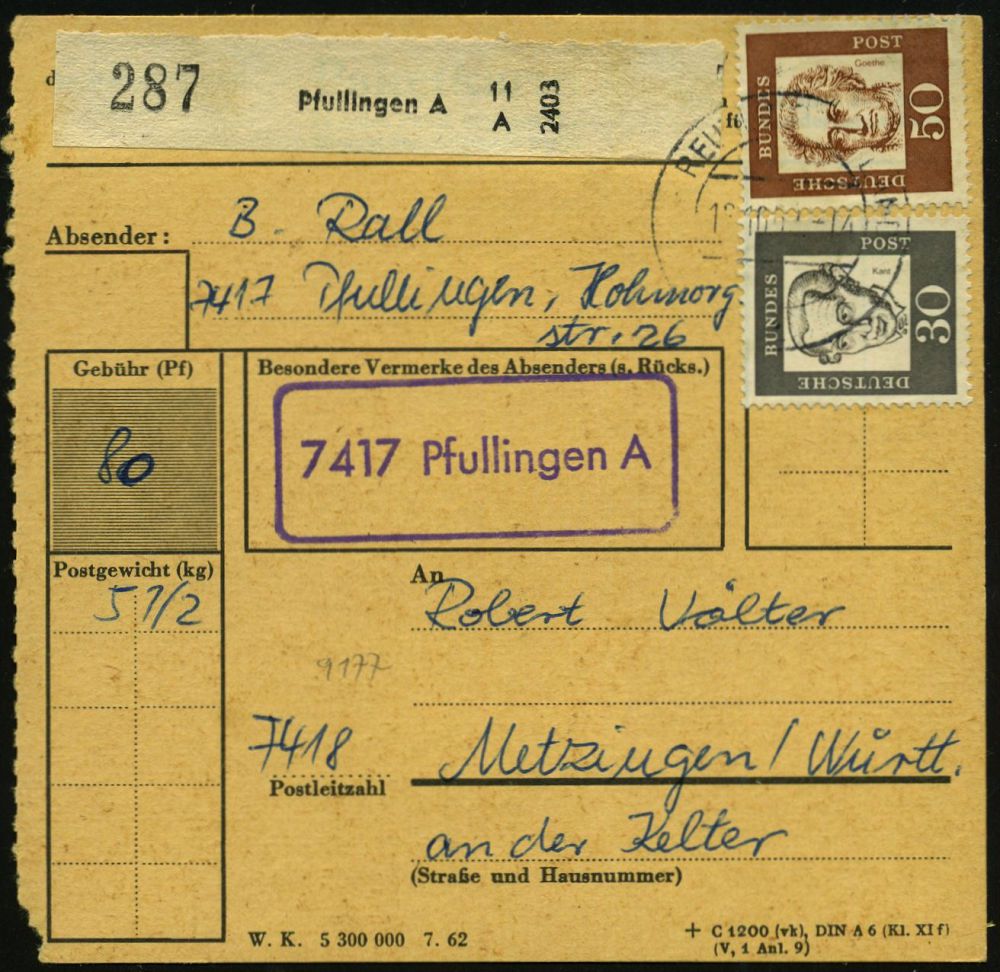 287 Pfullingen A 11 A 2403
POST
Goethe
BUNDES
50
DEUTSCHE
Absender: B. Rall
7417 Pfullingen, Hohmorg
str. 26
POST
Kant
BUNDES
30
DEUTSCHE
Gebühr (Pf)
80
Besondere Vermerke des Absenders (s. Rücks.)
7417 Pfullingen A
Postgewicht (kg)
5 1/2
An
Robert Völter
9177
7418 Metzingen / Württ.
Postleitzahl
an der Kelter
(Straße und Hausnummer)
W. K. 5 300 000 7. 62
+ C 1200 (vk), DIN A 6 (Kl. XI f)
(V, 1 Anl. 9)